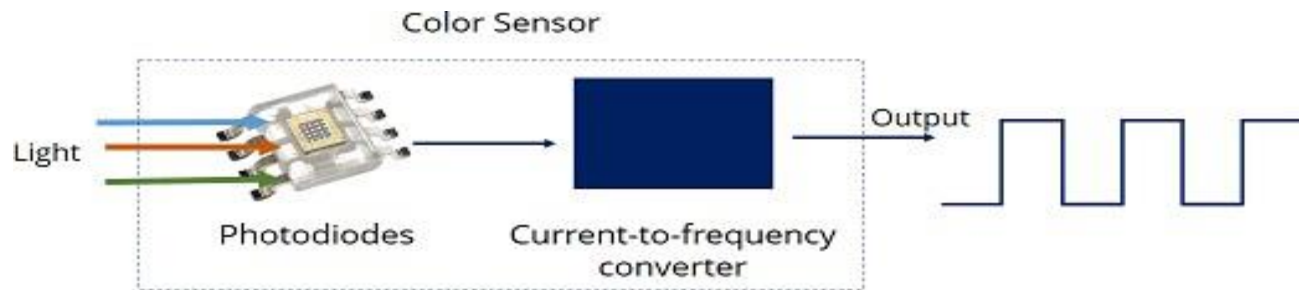 Color Sensor
Light
Output
Photodiodes
Current-to-frequency
converter